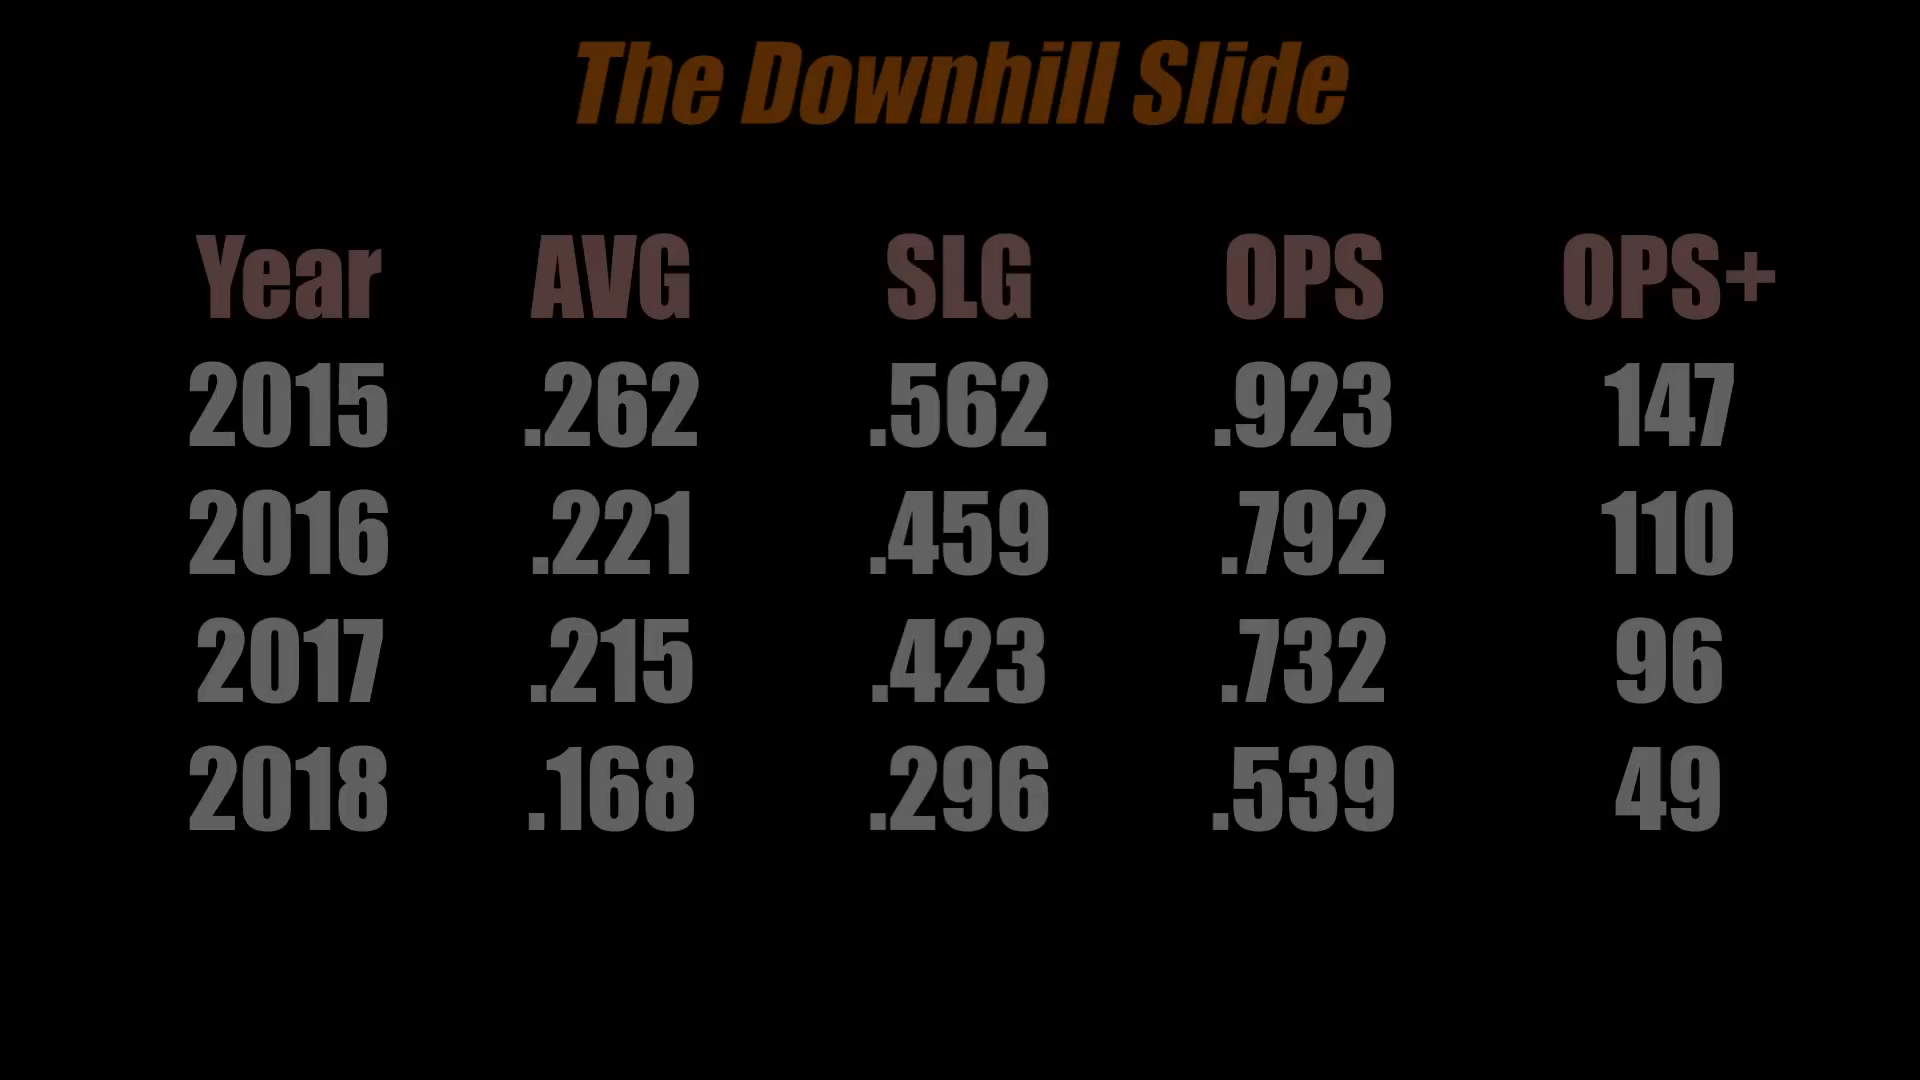 The Downhill Slide
Year AVG SLG OPS OPS+
2015 .262 .562 .923 147
2016 .221 .459 .792 110
2017 .215 .423 .732 96
2018 .168 .296 .539 49